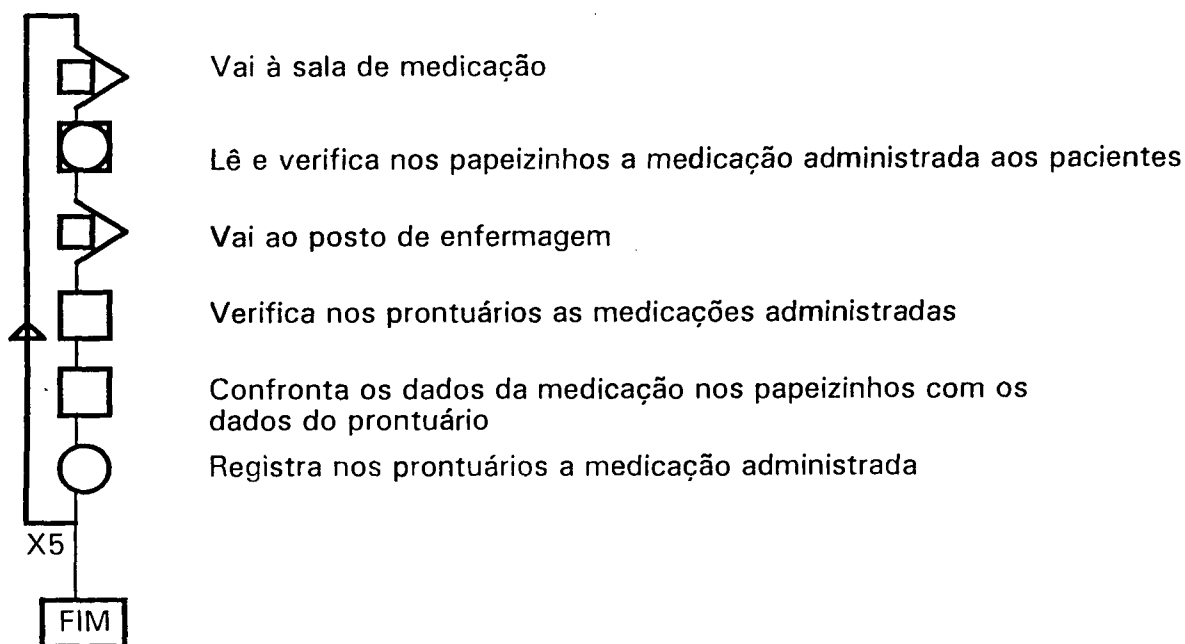 Vai à sala de medicação
Lê e verifica nos papeizinhos a medicação administrada aos pacientes
Vai ao posto de enfermagem
Verifica nos prontuários as medicações administradas
Confronta os dados da medicação nos papeizinhos com os
dados do prontuário
Registra nos prontuários a medicação administrada
X5
FIM